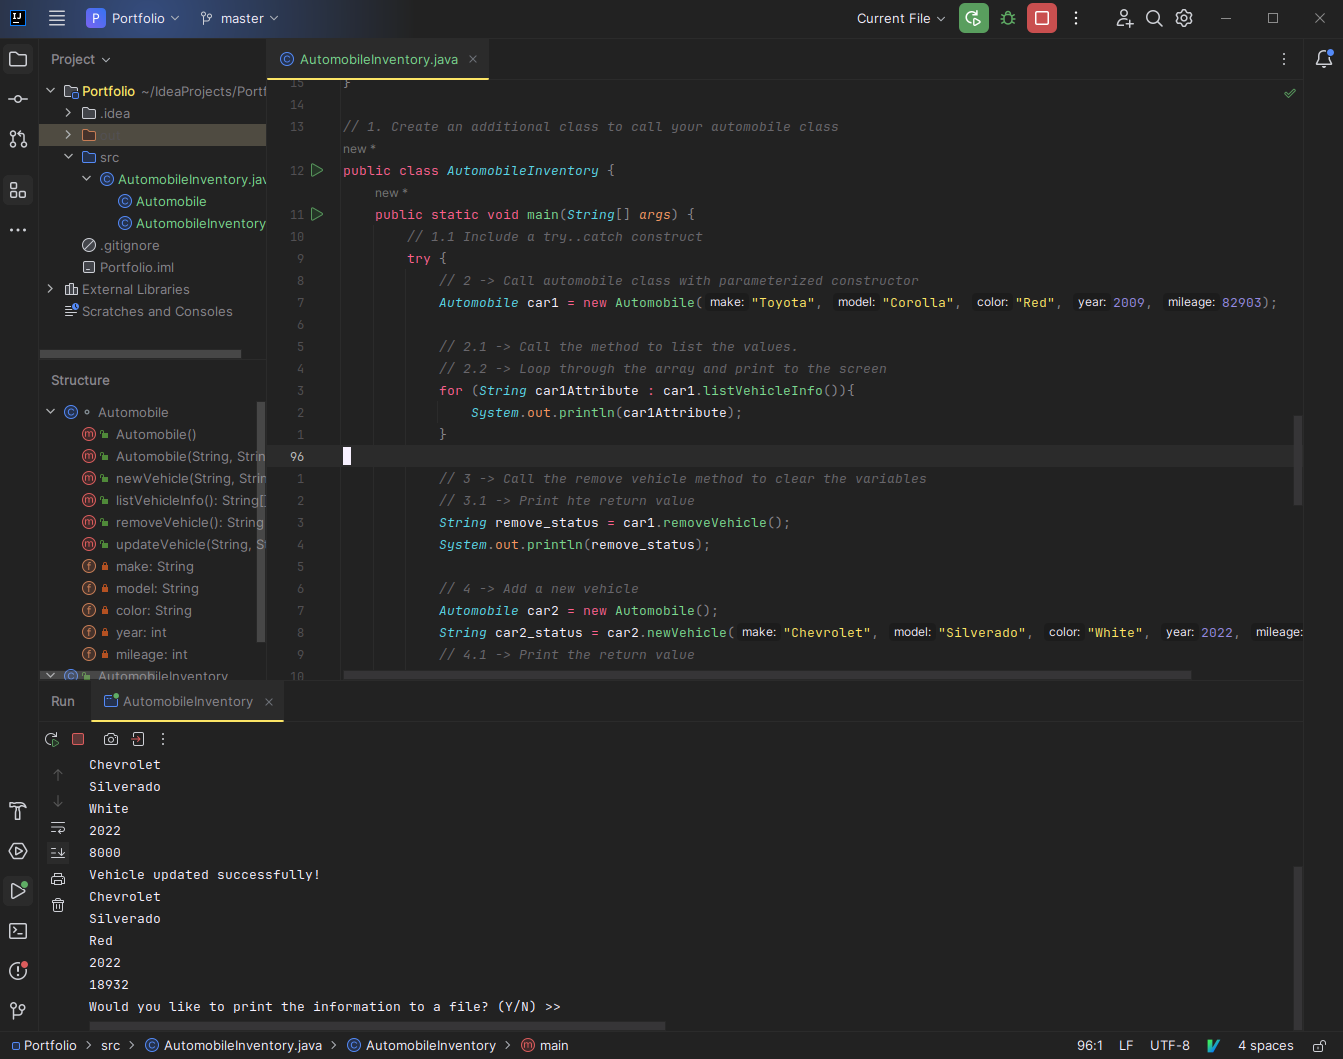 Portfolio
master
Current File
Project
AutomobileInventory.java
Portfolio ~/IdeaProjects/Portf
.idea
src
AutomobileInventory.jav
Automobile
AutomobileInventory
.gitignore
Portfolio.iml
External Libraries
Scratches and Consoles
Structure
Automobile
Automobile()
Automobile(String, Strin
newVehicle(String, Strin
listVehicleInfo(): String[]
removeVehicle(): String
updateVehicle(String, S
make: String
model: String
color: String
year: int
mileage: int
AutomobileInventory
15 }
14
13 // 1. Create an additional class to call your automobile class
new *
12 public class AutomobileInventory {
new *
11 public static void main(String[] args) {
10 // 1.1 Include a try..catch construct
9 try {
8 // 2 -> Call automobile class with parameterized constructor
7 Automobile car1 = new Automobile( make: "Toyota", model: "Corolla", color: "Red", year: 2009, mileage: 82903);
6
5 // 2.1 -> Call the method to list the values.
4 // 2.2 -> Loop through the array and print to the screen
3 for (String car1Attribute : car1.listVehicleInfo()){
2 System.out.println(car1Attribute);
1 }
96
1 // 3 -> Call the remove vehicle method to clear the variables
2 // 3.1 -> Print hte return value
3 String remove_status = car1.removeVehicle();
4 System.out.println(remove_status);
5
6 // 4 -> Add a new vehicle
7 Automobile car2 = new Automobile();
8 String car2_status = car2.newVehicle( make: "Chevrolet", model: "Silverado", color: "White", year: 2022, mileage:
9 // 4.1 -> Print the return value
10
Run
AutomobileInventory
Chevrolet
Silverado
White
2022
8000
Vehicle updated successfully!
Chevrolet
Silverado
Red
2022
18932
Would you like to print the information to a file? (Y/N) >>
Portfolio > src > AutomobileInventory.java > AutomobileInventory > main
96:1 LF UTF-8 4 spaces